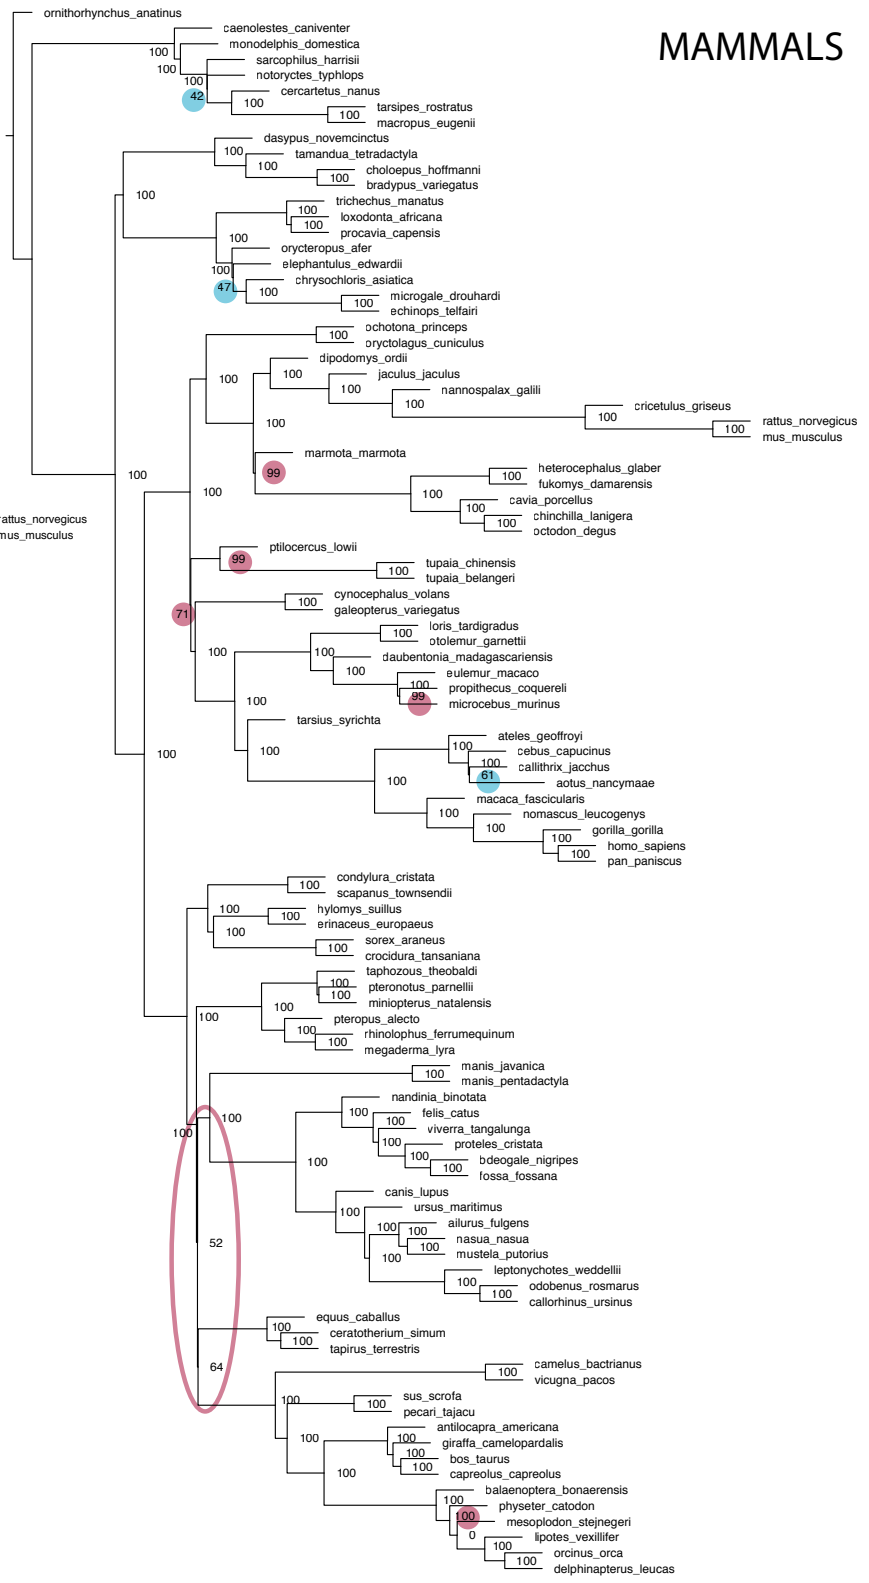 ornithorhynchus_anatinus
MAMMALS
caenolestes_caniventer
100
monodelphis_domestica
100
sarcophilus_harrisii
100
notoryctes_typhlops
42
cercartetus_nanus
100
tarsipes_rostratus
100
macropus_eugenii
dasypus_novemcinctus
100
tamandua_tetradactyla
100
choloepus_hoffmanni
100
bradypus_variegatus
100
trichechus_manatus
100
loxodonta_africana
100
procavia_capensis
100
orycteropus_afer
100
elephantulus_edwardii
47
chrysochloris_asiatica
100
microgale_drouhardi
100
echinops_telfairi
ochotona_princeps
100
oryctolagus_cuniculus
100
dipodomys_ordii
100
jaculus_jaculus
100
nannospalax_galili
100
cricetulus_griseus
100
rattus_norvegicus
100
mus_musculus
100
marmota_marmota
99
heterocephalus_glaber
100
fukomys_damarensis
100
cavia_porcellus
100
chinchilla_lanigera
100
octodon_degus
100
100
rattus_norvegicus
mus_musculus
ptilocercus_lowii
99
tupaia_chinensis
100
tupaia_belangeri
71
cynocephalus_volans
100
galeopterus_variegatus
100
loris_tardigradus
100
otolemur_garnettii
100
daubentonia_madagascariensis
100
eulemur_macaco
100
propithecus_coquereli
99
microcebus_murinus
100
tarsius_syrichta
100
ateles_geoffroyi
100
cebus_capucinus
100
callithrix_jacchus
61
aotus_nancymaae
100
macaca_fascicularis
100
nomascus_leucogenys
100
gorilla_gorilla
100
homo_sapiens
100
pan_paniscus
100
condylura_cristata
100
scapanus_townsendii
100
hylomys_suillus
100
erinaceus_europaeus
100
sorex_araneus
100
crocidura_tansaniana
taphozous_theobaldi
100
pteronotus_parnellii
100
miniopterus_natalensis
100
100
pteropus_alecto
100
rhinolophus_ferrumequinum
100
megaderma_lyra
manis_javanica
100
manis_pentadactyla
100
100
nandinia_binotata
100
felis_catus
100
viverra_tangalunga
100
proteles_cristata
100
bdeogale_nigripes
100
fossa_fossana
100
canis_lupus
100
ursus_maritimus
ailurus_fulgens
100
100
nasua_nasua
100
mustela_putorius
100
52
leptonychotes_weddellii
100
odobenus_rosmarus
100
callorhinus_ursinus
equus_caballus
100
ceratotherium_simum
100
tapirus_terrestris
64
camelus_bactrianus
100
vicugna_pacos
100
sus_scrofa
100
pecari_tajacu
100
antilocapra_americana
100
giraffa_camelopardalis
100
bos_taurus
100
capreolus_capreolus
100
balaenoptera_bonaerensis
100
physeter_catodon
100
mesoplodon_stejnegeri
0
lipotes_vexillifer
100
orcinus_orca
100
delphinapterus_leucas